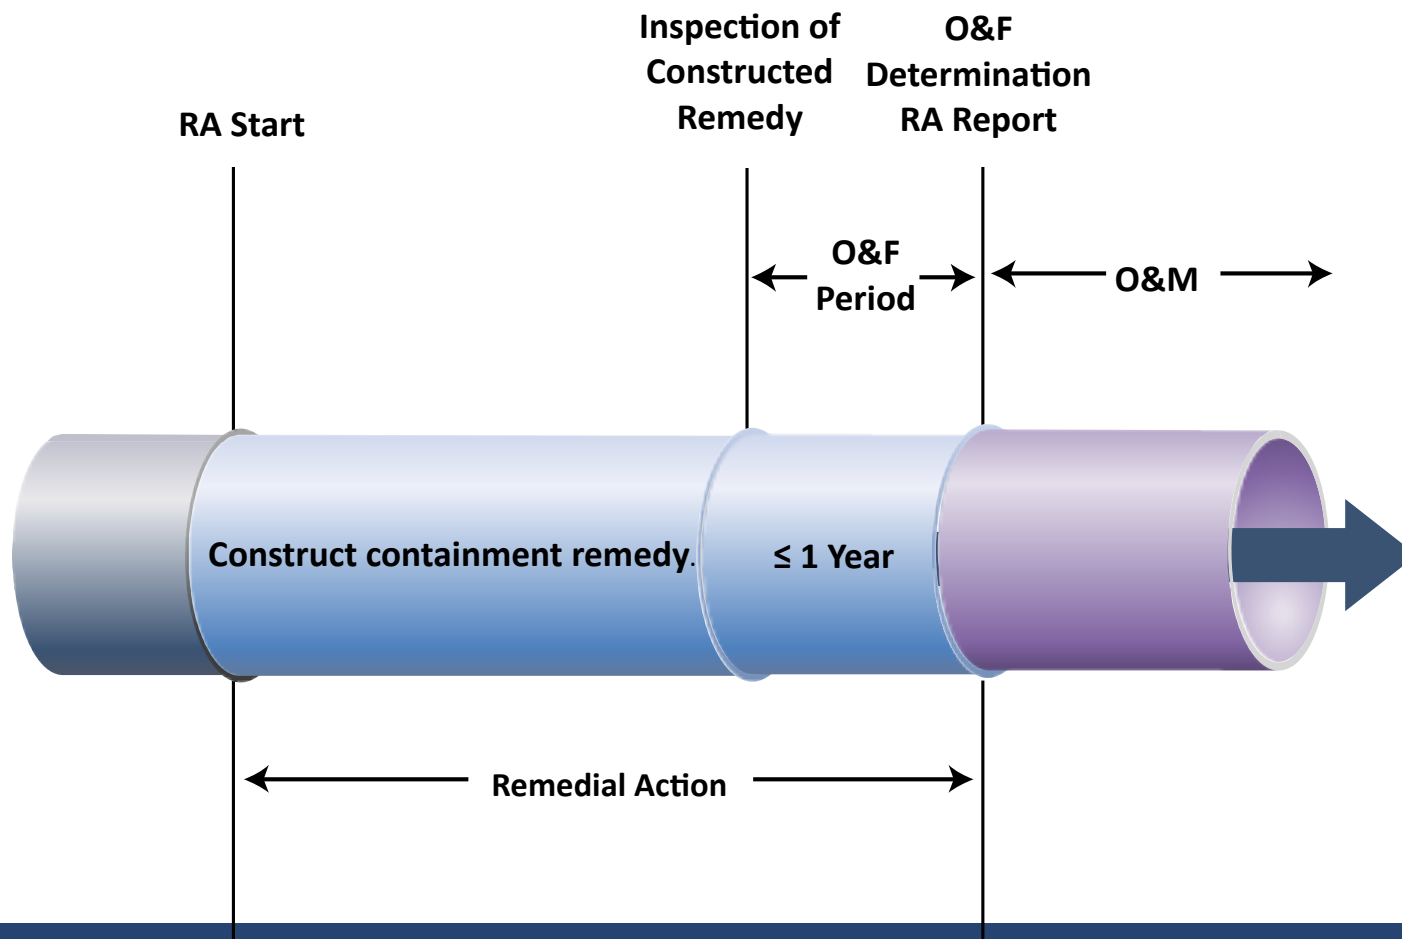 Inspection of
Constructed
Remedy
O&F
Determination
RA Report
RA Start
O&F
Period
O&M
Construct containment remedy.
≤ 1 Year
Remedial Action